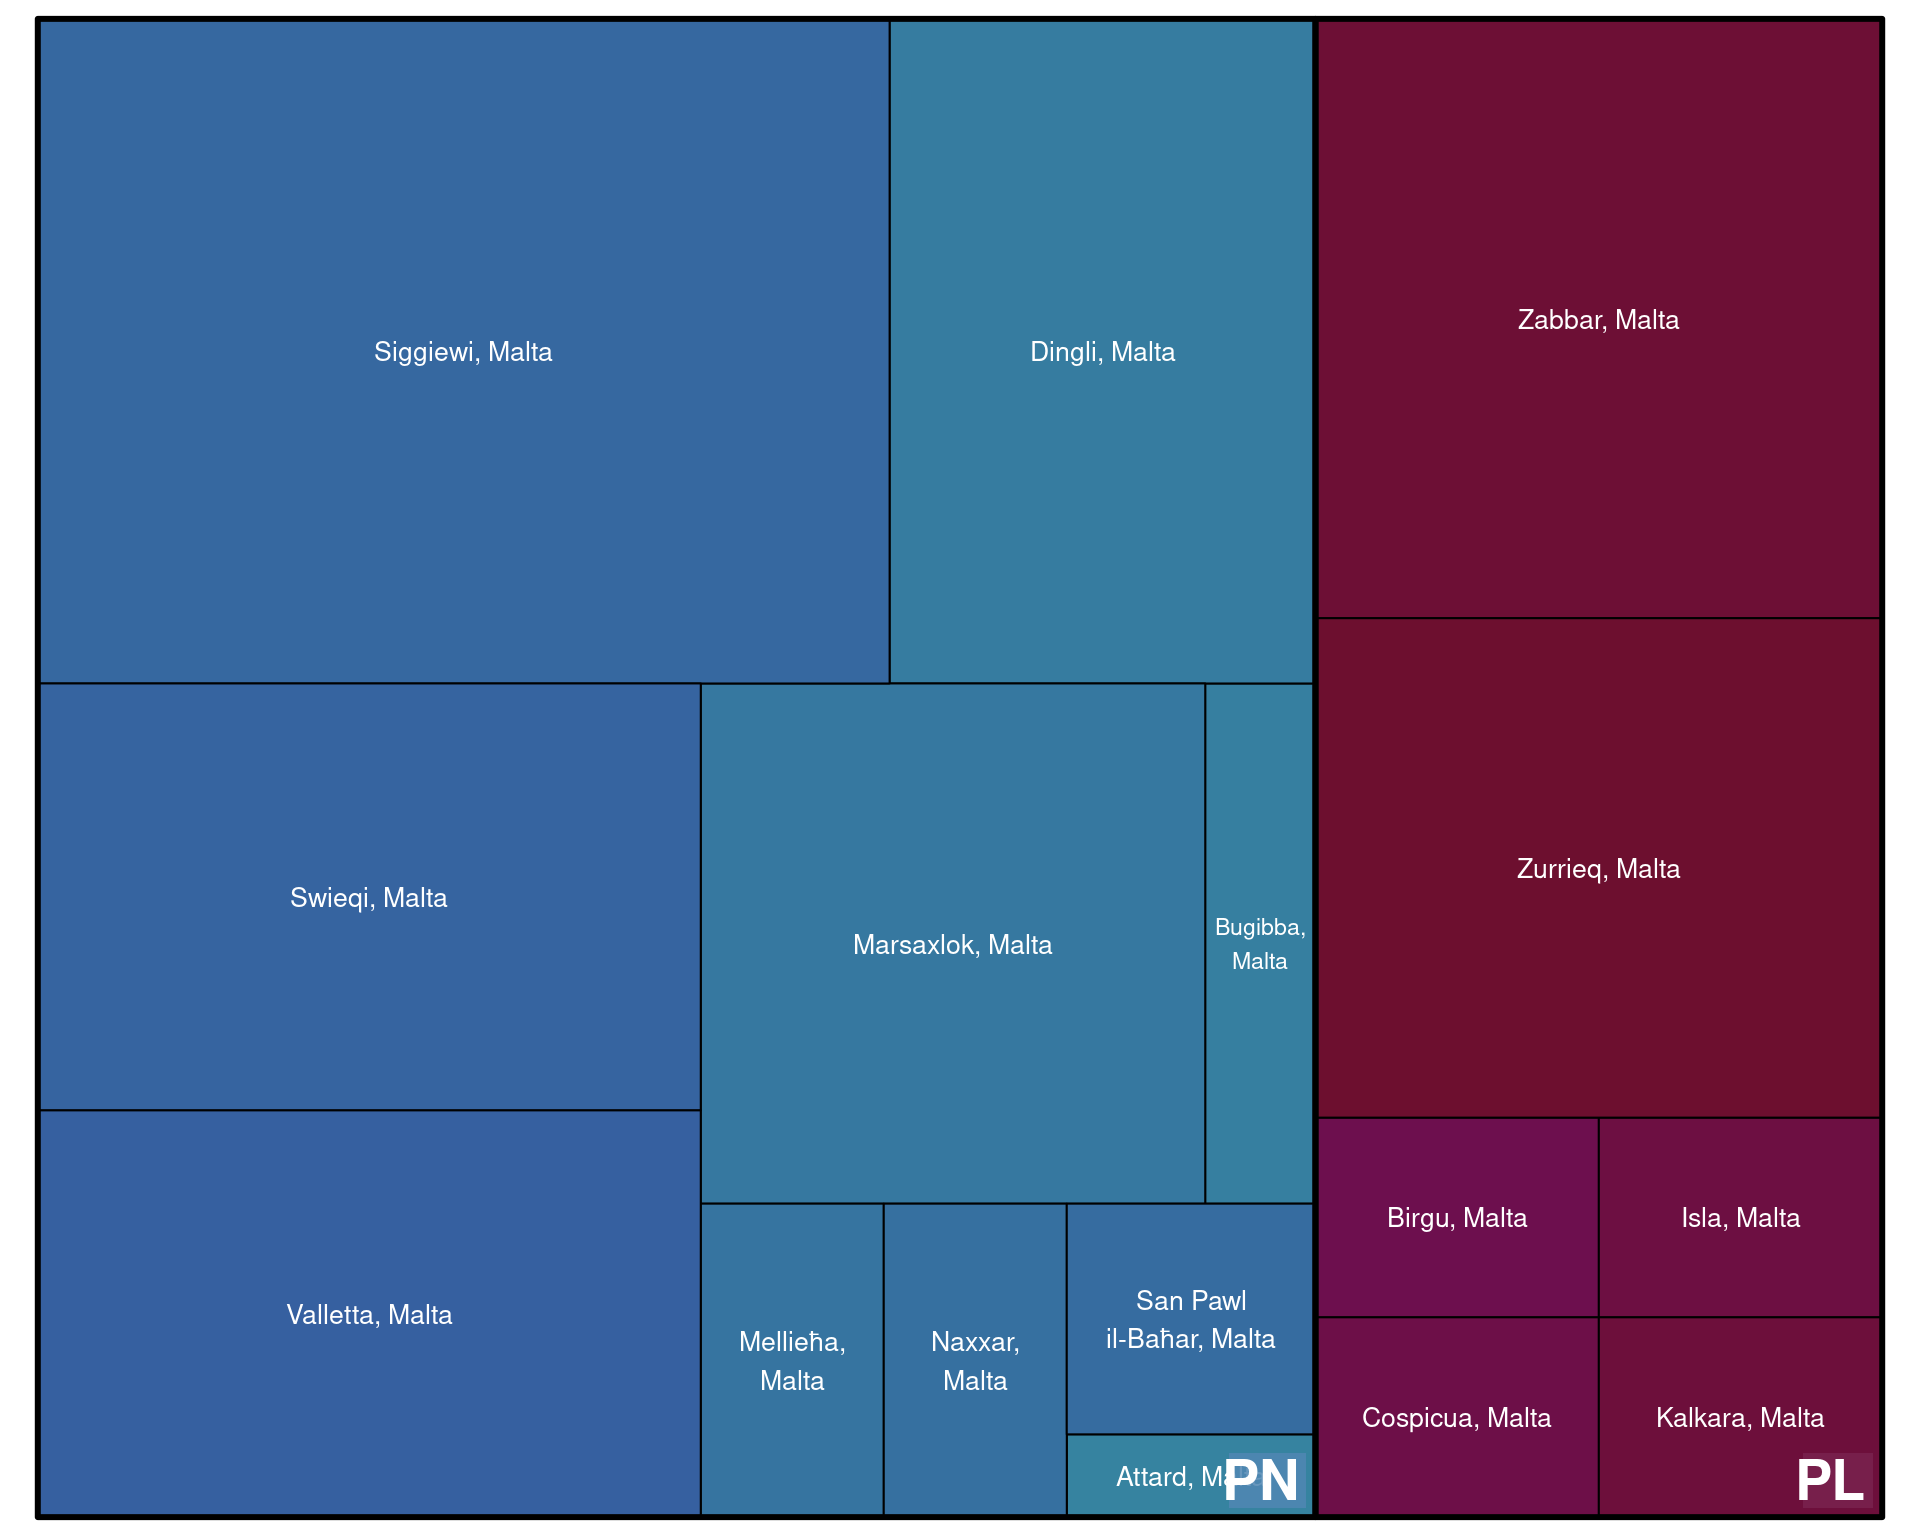 Siggiewi, Malta
Dingli, Malta
Zabbar, Malta
Zurrieq, Malta
Swieqi, Malta
Marsaxlok, Malta
Bugibba,
Malta
Valletta, Malta
Mellieħa,
Malta
Naxxar,
Malta
San Pawl
il-Baħar, Malta
Attard,
PN
Birgu, Malta
Isla, Malta
Cospicua, Malta
Kalkara, Malta
PL